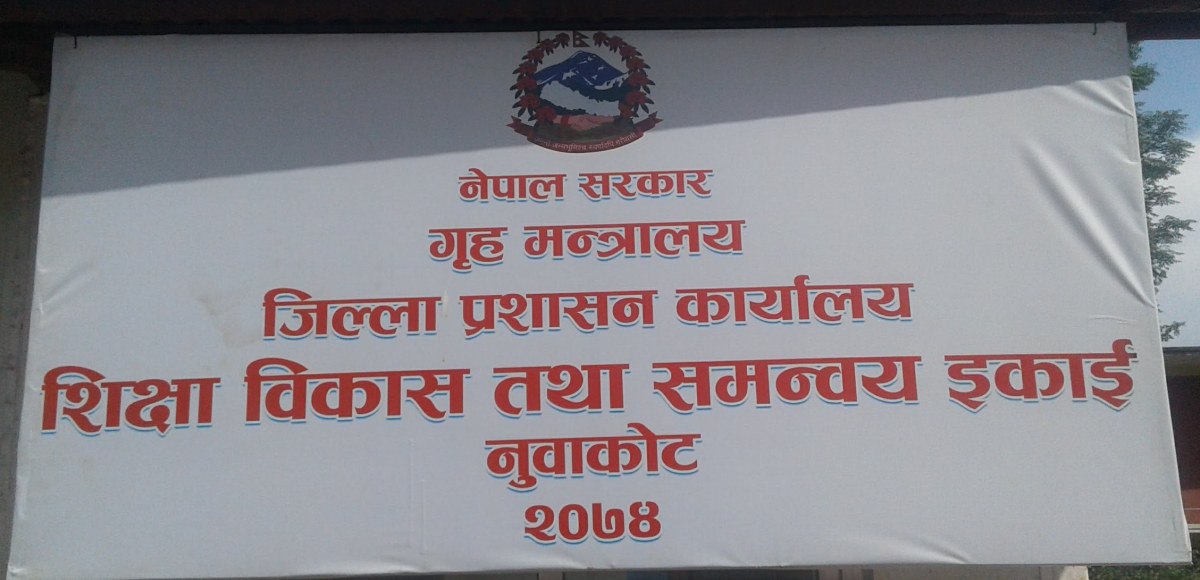 नेपाल सरकार
गृह मन्त्रालय
जिल्ला प्रशासन कार्यालय
शिक्षा विकास तथा समन्वय इकाई
नुवाकोट
२०७४